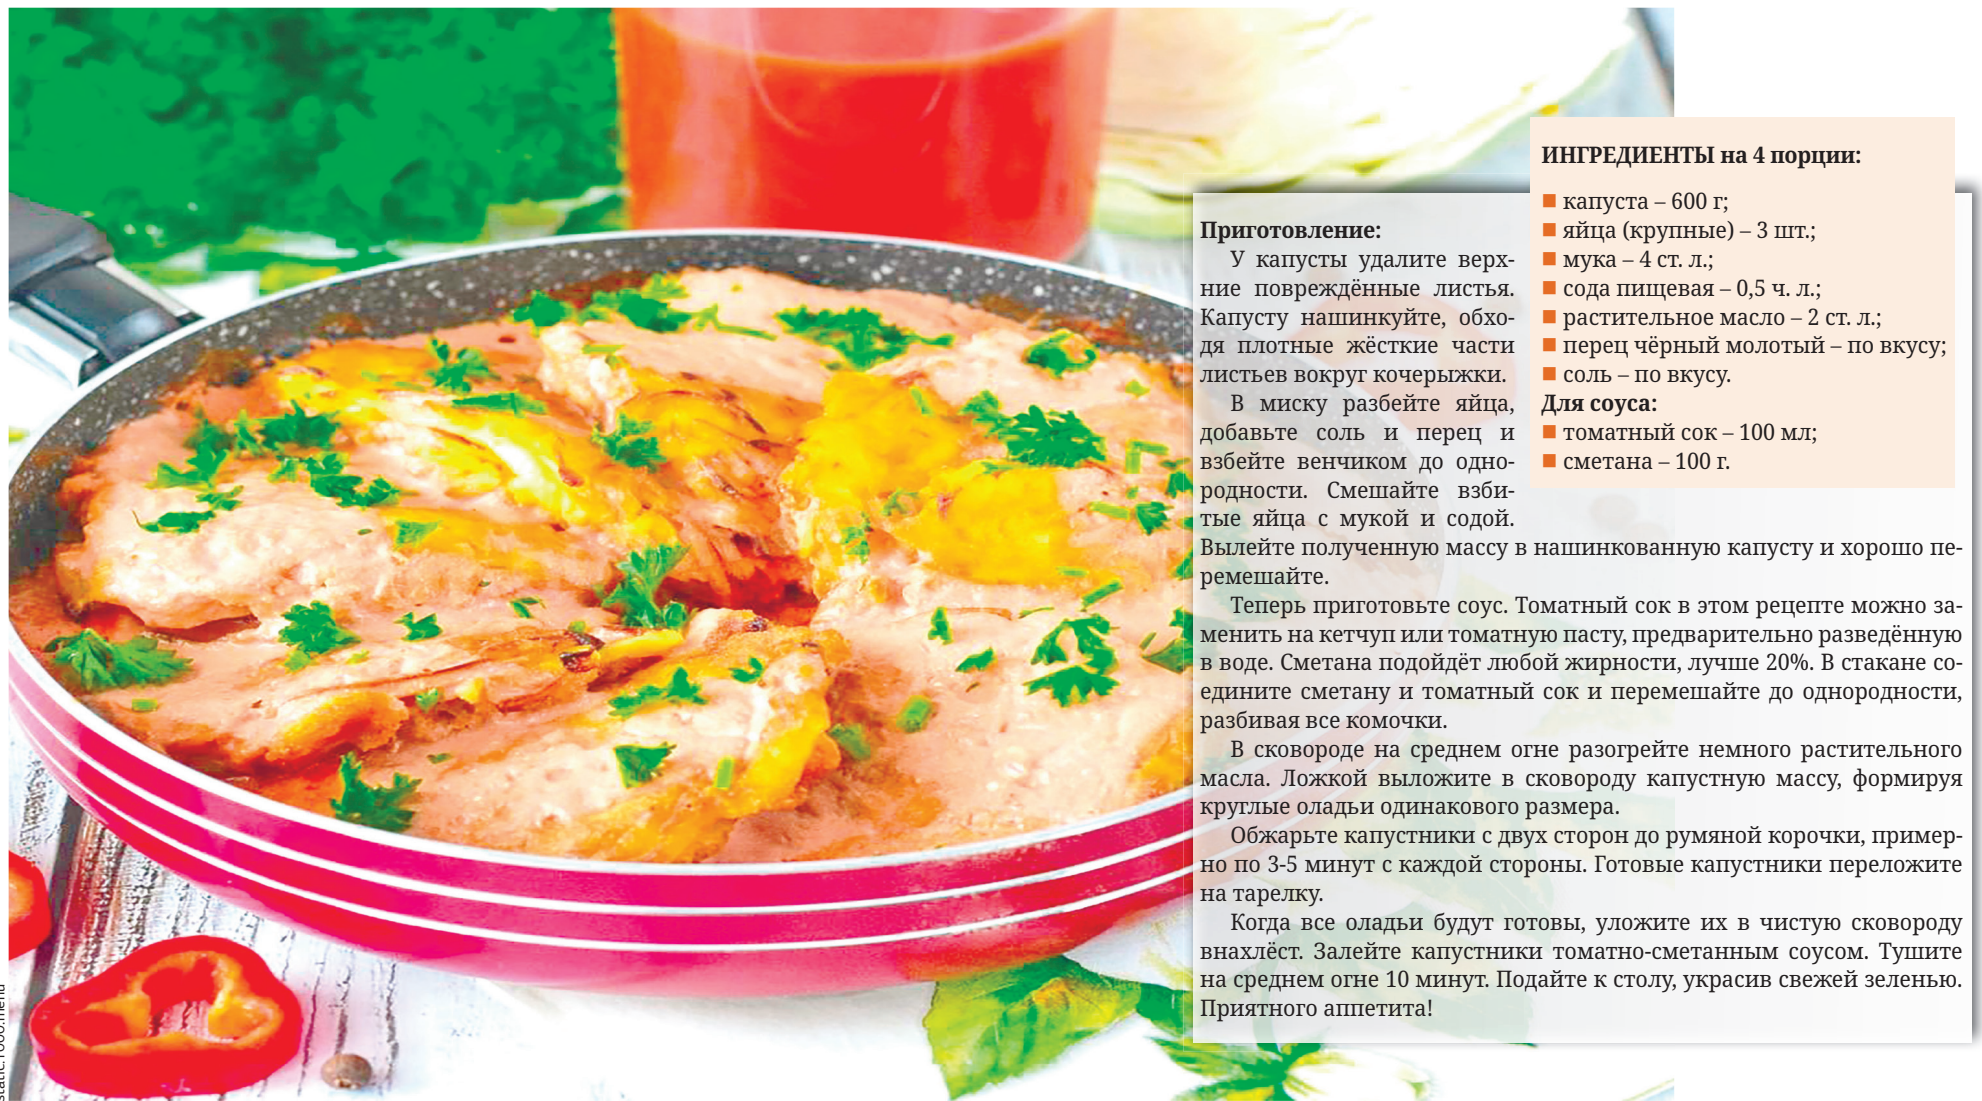 ИНГРЕДИЕНТЫ на 4 порции:
■ капуста – 600 г;
■ яйца (крупные) – 3 шт.;
■ мука – 4 ст. л.;
■ сода пищевая – 0,5 ч. л.;
■ растительное масло – 2 ст. л.;
■ перец чёрный молотый – по вкусу;
■ соль – по вкусу.
Для соуса:
■ томатный сок – 100 мл;
■ сметана – 100 г.
Приготовление:
У капусты удалите верх-
ние повреждённые листья.
Капусту нашинкуйте, обхо-
дя плотные жёсткие части
листьев вокруг кочерыжки.
В миску разбейте яйца,
добавьте соль и перец и
взбейте венчиком до одно-
родности. Смешайте взби-
тые яйца с мукой и содой.
Вылейте полученную массу в нашинкованную капусту и хорошо пе-
ремешайте.
Теперь приготовьте соус. Томатный сок в этом рецепте можно за-
менить на кетчуп или томатную пасту, предварительно разведённую
в воде. Сметана подойдёт любой жирности, лучше 20%. В стакане со-
едините сметану и томатный сок и перемешайте до однородности,
разбивая все комочки.
В сковороде на среднем огне разогрейте немного растительного
масла. Ложкой выложите в сковороду капустную массу, формируя
круглые оладьи одинакового размера.
Обжарьте капустники с двух сторон до румяной корочки, пример-
но по 3-5 минут с каждой стороны. Готовые капустники переложите
на тарелку.
Когда все оладьи будут готовы, уложите их в чистую сковороду
внахлёст. Залейте капустники томатно-сметанным соусом. Тушите
на среднем огне 10 минут. Подайте к столу, украсив свежей зеленью.
Приятного аппетита!